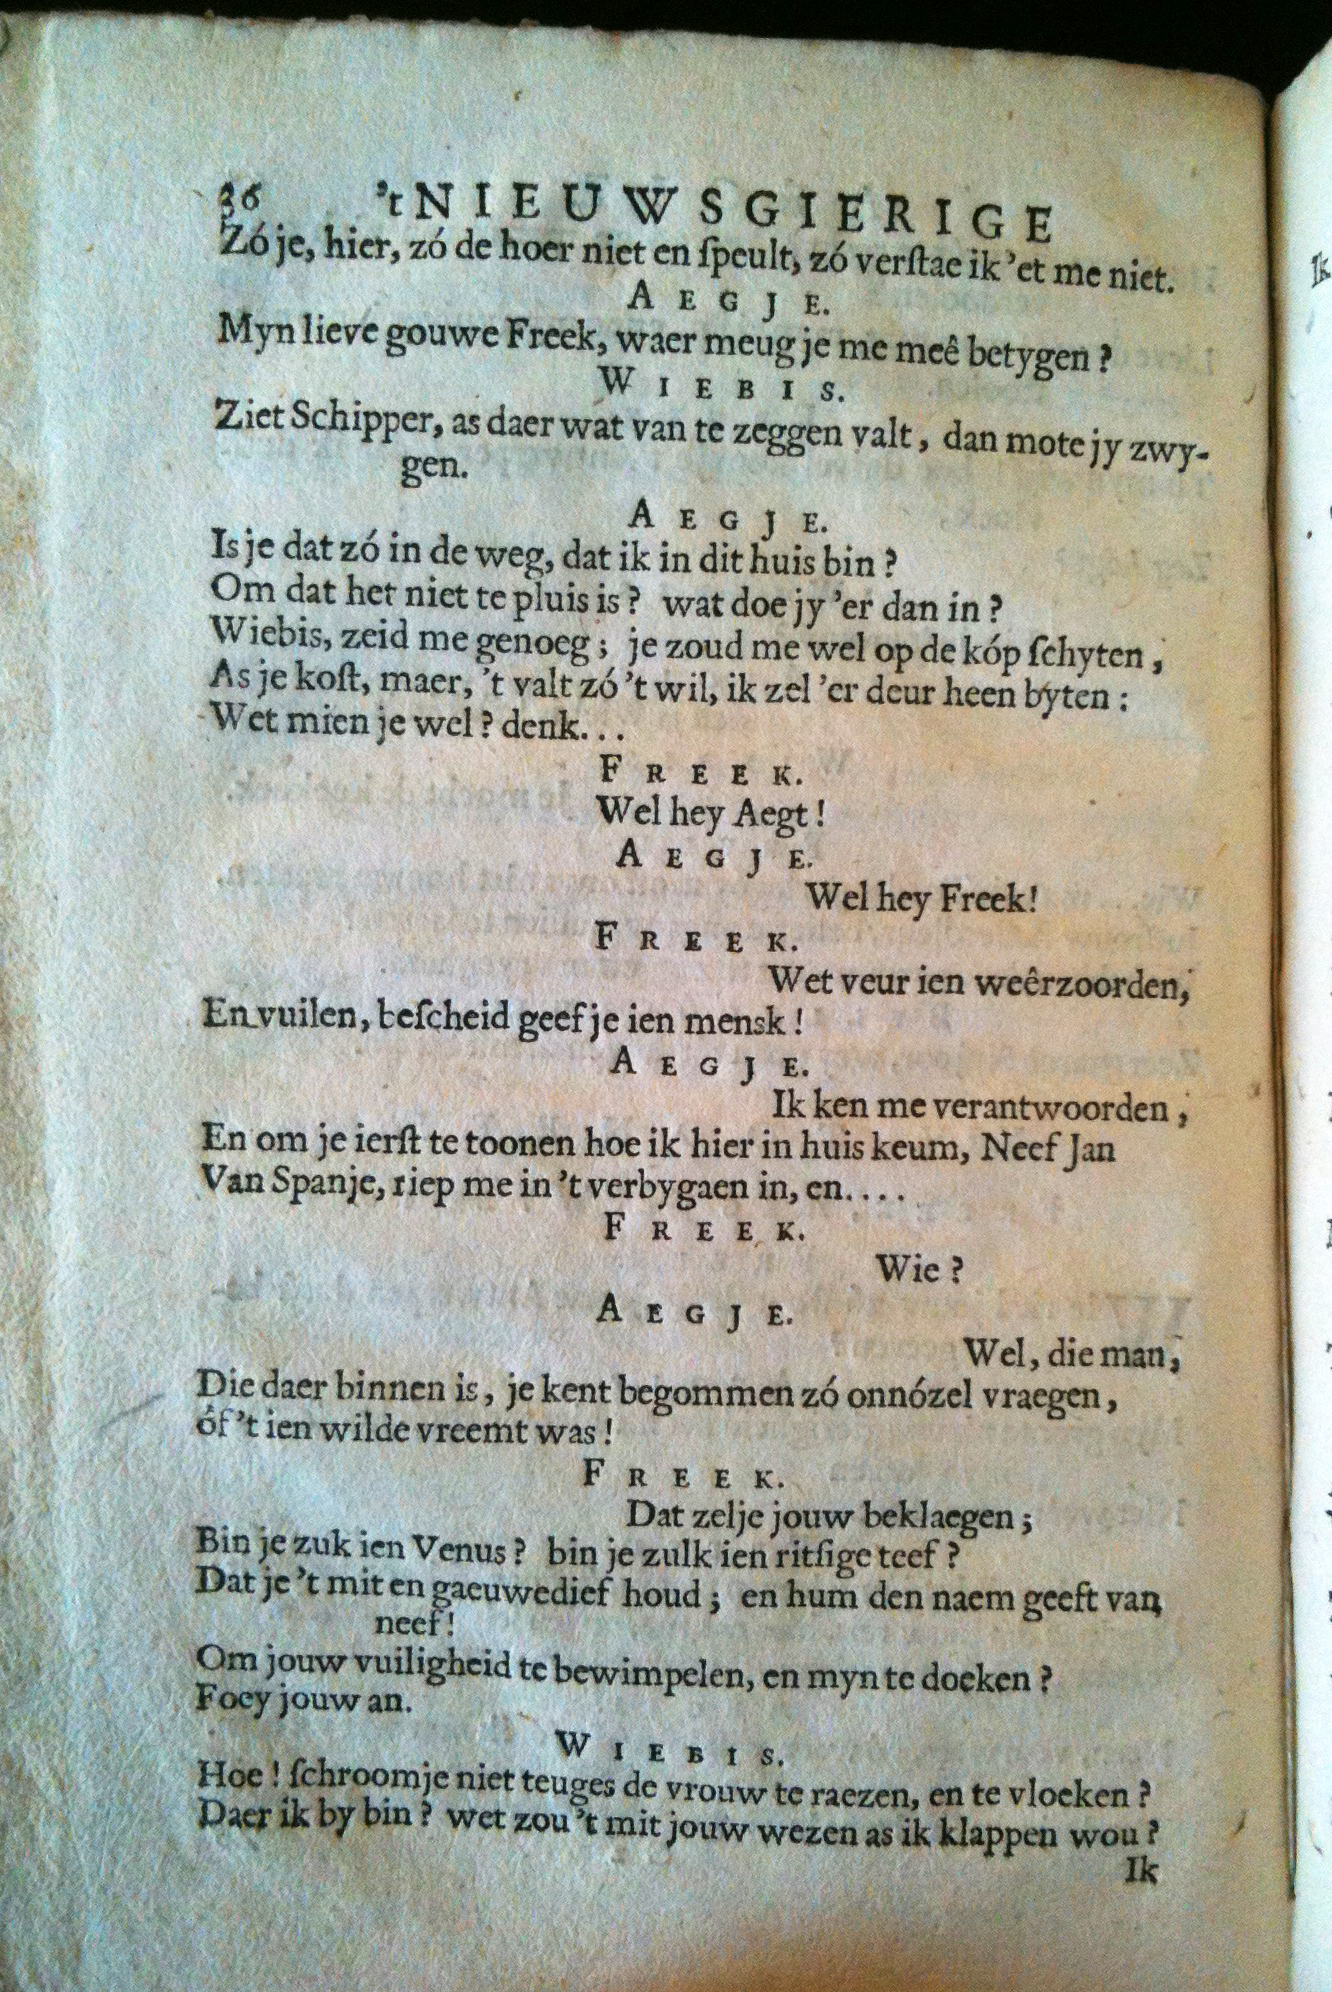 36 't NIEUWSGIERIGE
Zó je, hier, zó de hoer niet en ſpeult, zó verſtae ik 'et me niet.
AEGJE.
Myn lieve gouwe Freek, waer meug je me meê betygen?
WIEBIS.
Ziet Schipper, as daer wat van te zeggen valt, dan mote jy zwy-
gen.
AEGJE.
Is je dat zó in de weg, dat ik in dit huis bin?
Om dat het niet te pluis is? wat doe jy 'er dan in?
Wiebis, zeid me genoeg; je zoud me wel op de kóp ſchyten,
As je koſt, maer, 't valt zó 't wil, ik zel 'er deur heen byten:
Wet mien je wel? denk...
FREEK.
Wel hey Aegt!
AEGJE.
Wel hey Freek!
FREEK.
Wet veur ien weêrzoorden,
En vuilen, beſcheid geef je ien mensk!
AEGJE.
Ik ken me verantwoorden,
En om je ierſt te toonen hoe ik hier in huis keum, Neef Jan
Van Spanje, riep me in 't verbygaen in, en....
FREEK.
Wie?
AEGJE.
Wel, die man,
Die daer binnen is, je kent begommen zó onnózel vraegen,
óf 't ien wilde vreemt was!
FREEK.
Dat zelje jouw beklaegen;
Bin je zuk ien Venus? bin je zulk ien ritſige teef?
Dat je 't mit en gaeuwedief houd; en hum den naem geeft van
neef!
Om jouw vuiligheid te bewimpelen, en myn te doeken?
Foey jouw an.
WIEBIS.
Hoe! ſchroomje niet teuges de vrouw te raezen, en te vloeken?
Daer ik by bin? wet zou 't mit jouw wezen as ik klappen wou?
Ik